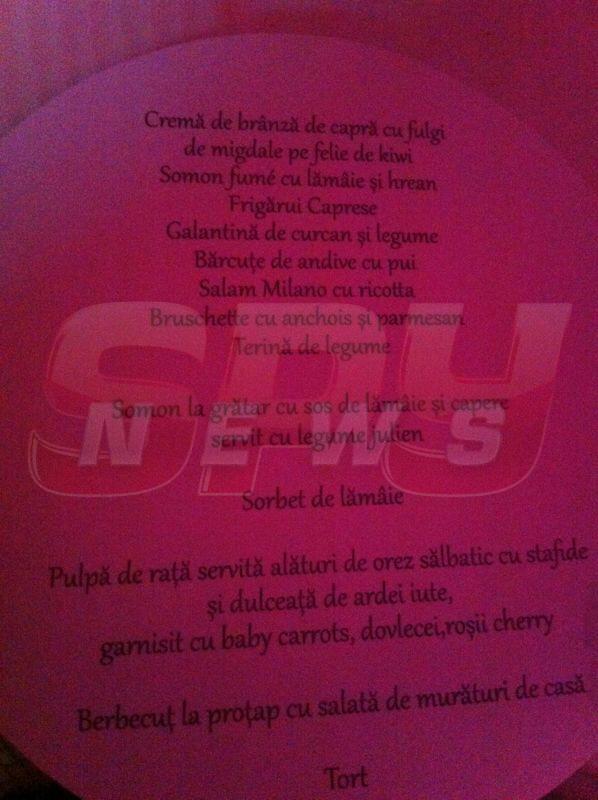 Cremă de brânză de capră cu fulgi
de migdale pe felie de kiwi
Somon fumé cu lămâie și hrean
Frigărui Caprese
Galantină de curcan și legume
Bărcuțe de andive cu pui
Salam Milano cu ricotta
Bruschette cu anchois și parmesan
Terină de legume
SPY
NEWS
Somon la grătar cu sos de lămâie și capere
servit cu legume julien
Sorbet de lămâie
Pulpă de rață servită alături de orez sălbatic cu stafide
și dulceață de ardei iute,
garnisit cu baby carrots, dovlecei,roșii cherry
Berbecuț la proțap cu salată de murături de casă
Tort